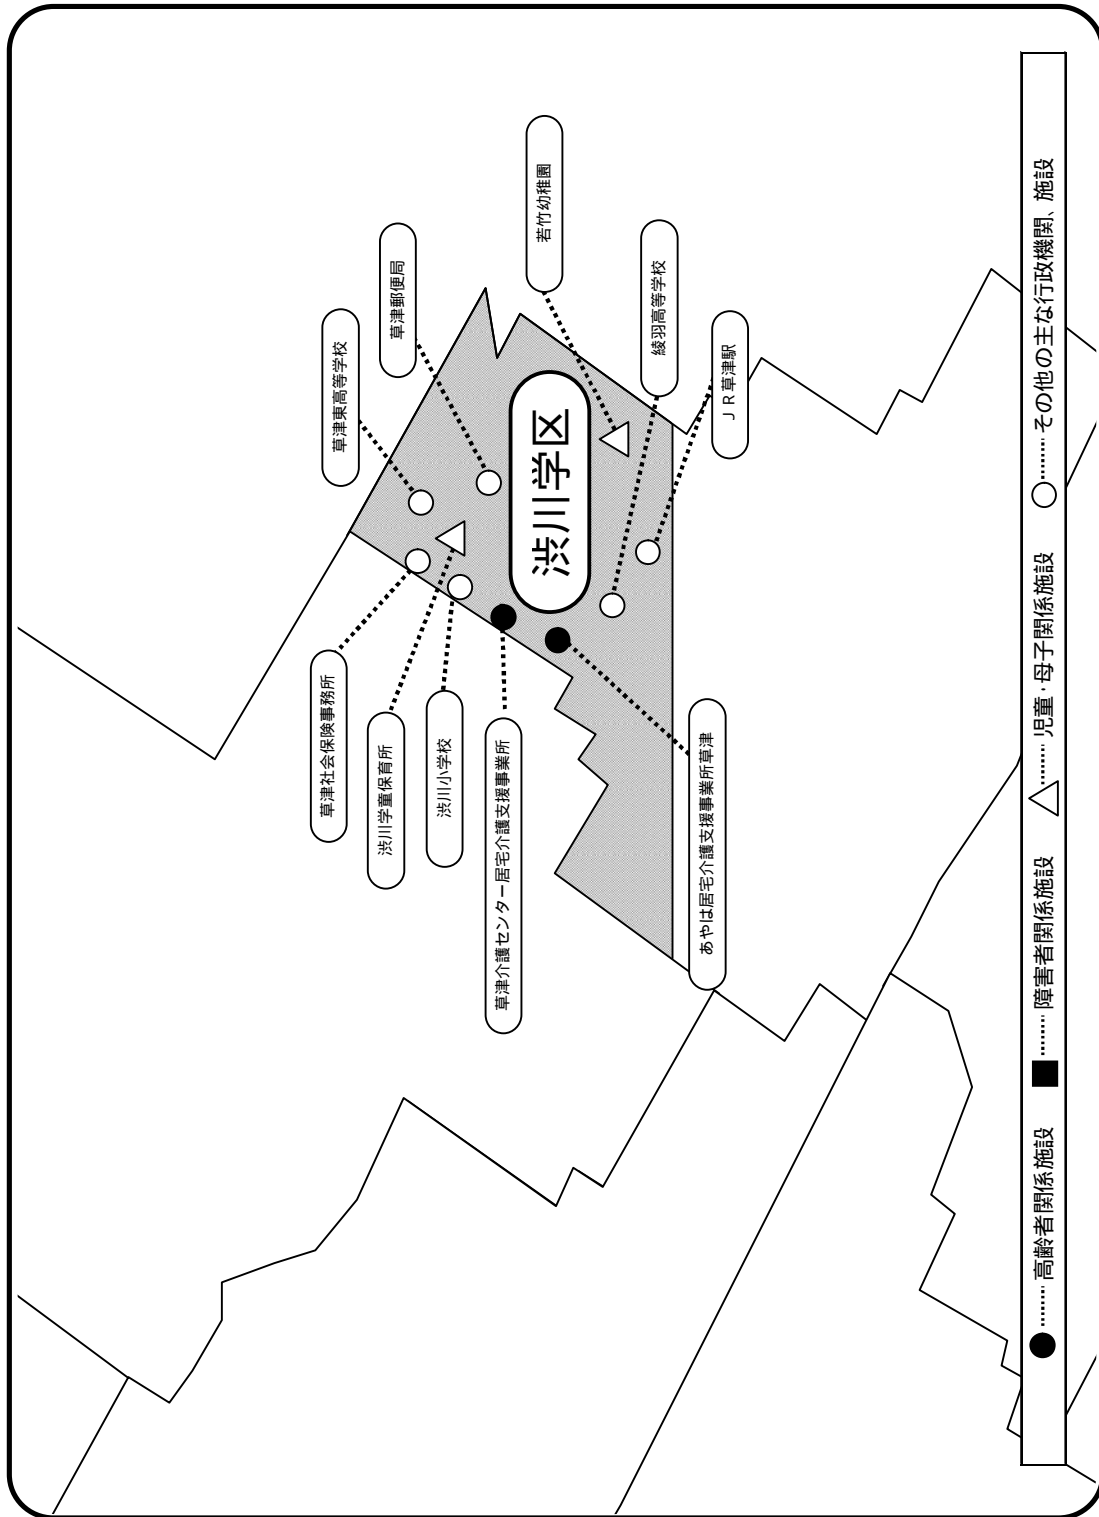 草津社会保険事務所
渋川学童保育所
渋川小学校
草津介護センター居宅介護支援事業所
あやは居宅介護支援事業所草津
草津東高等学校
草津郵便局
渋川学区
若竹幼稚園
綾羽高等学校
ＪＲ草津駅
●……高齢者関係施設 ■……障害者関係施設 △……児童・母子関係施設 ○……その他の主な行政機関、施設